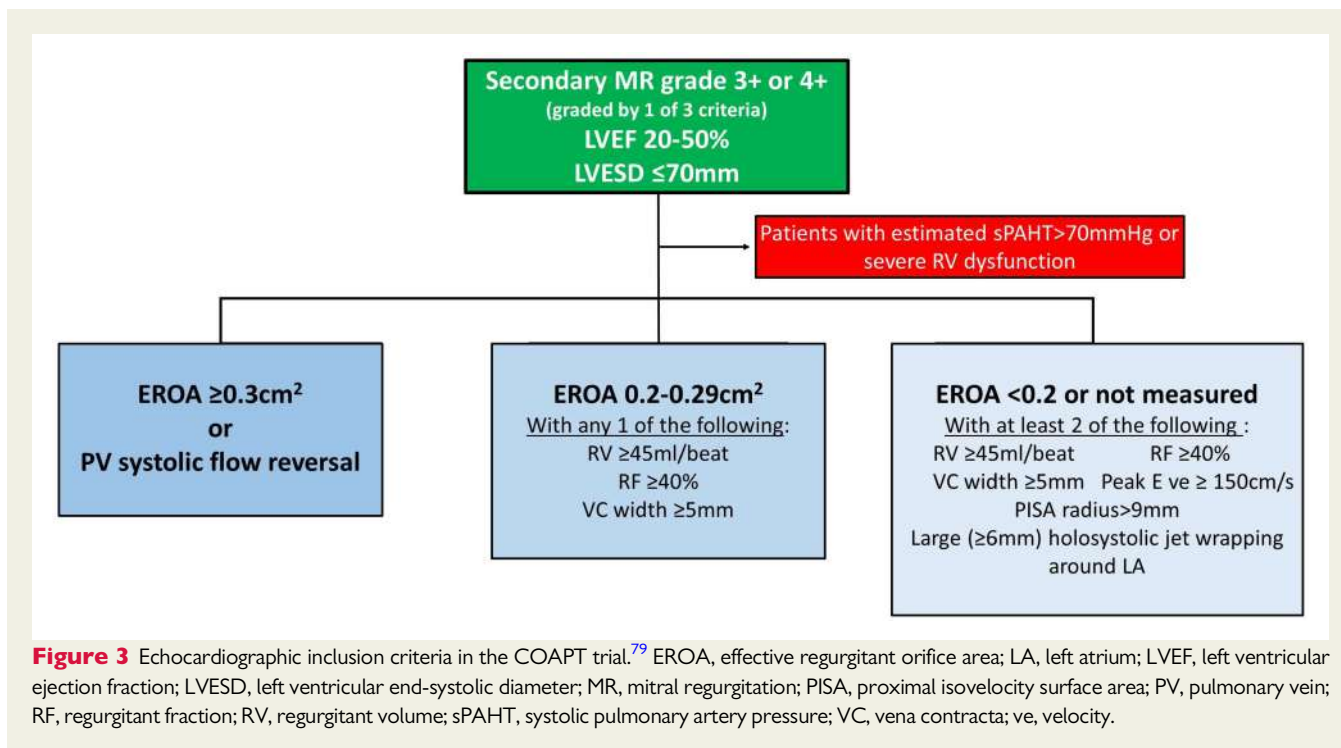 Secondary MR grade 3+ or 4+
(graded by 1 of 3 criteria)
LVEF 20-50%
LVESD ≤70mm
Patients with estimated sPAHT>70mmHg or
severe RV dysfunction
EROA ≥0.3cm²
or
PV systolic flow reversal
EROA 0.2-0.29cm²
With any 1 of the following:
RV ≥45ml/beat
RF ≥40%
VC width ≥5mm
EROA <0.2 or not measured
With at least 2 of the following :
RV ≥45ml/beat RF ≥40%
VC width ≥5mm Peak E ve ≥ 150cm/s
PISA radius>9mm
Large (≥6mm) holosystolic jet wrapping
around LA
Figure 3 Echocardiographic inclusion criteria in the COAPT trial.79 EROA, effective regurgitant orifice area; LA, left atrium; LVEF, left ventricular
ejection fraction; LVESD, left ventricular end-systolic diameter; MR, mitral regurgitation; PISA, proximal isovelocity surface area; PV, pulmonary vein;
RF, regurgitant fraction; RV, regurgitant volume; sPAHT, systolic pulmonary artery pressure; VC, vena contracta; ve, velocity.